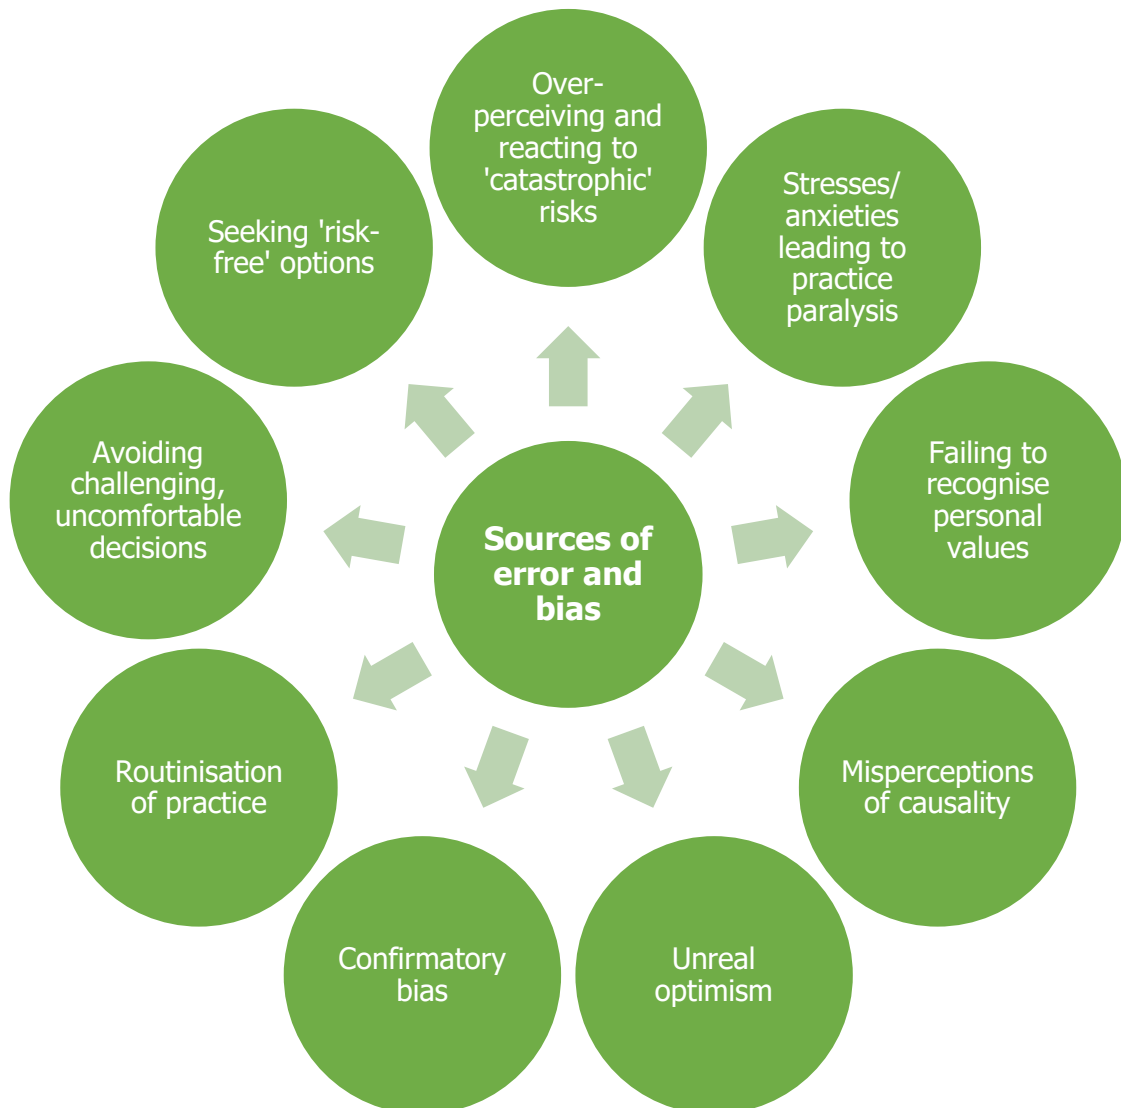 Over-
perceiving and
reacting to
'catastrophic'
risks
Stresses/
anxieties
leading to
practice
paralysis
Failing to
recognise
personal
values
Misperceptions
of causality
Unreal
optimism
Confirmatory
bias
Routinisation
of practice
Avoiding
challenging,
uncomfortable
decisions
Seeking 'risk-
free' options
Sources of
error and
bias